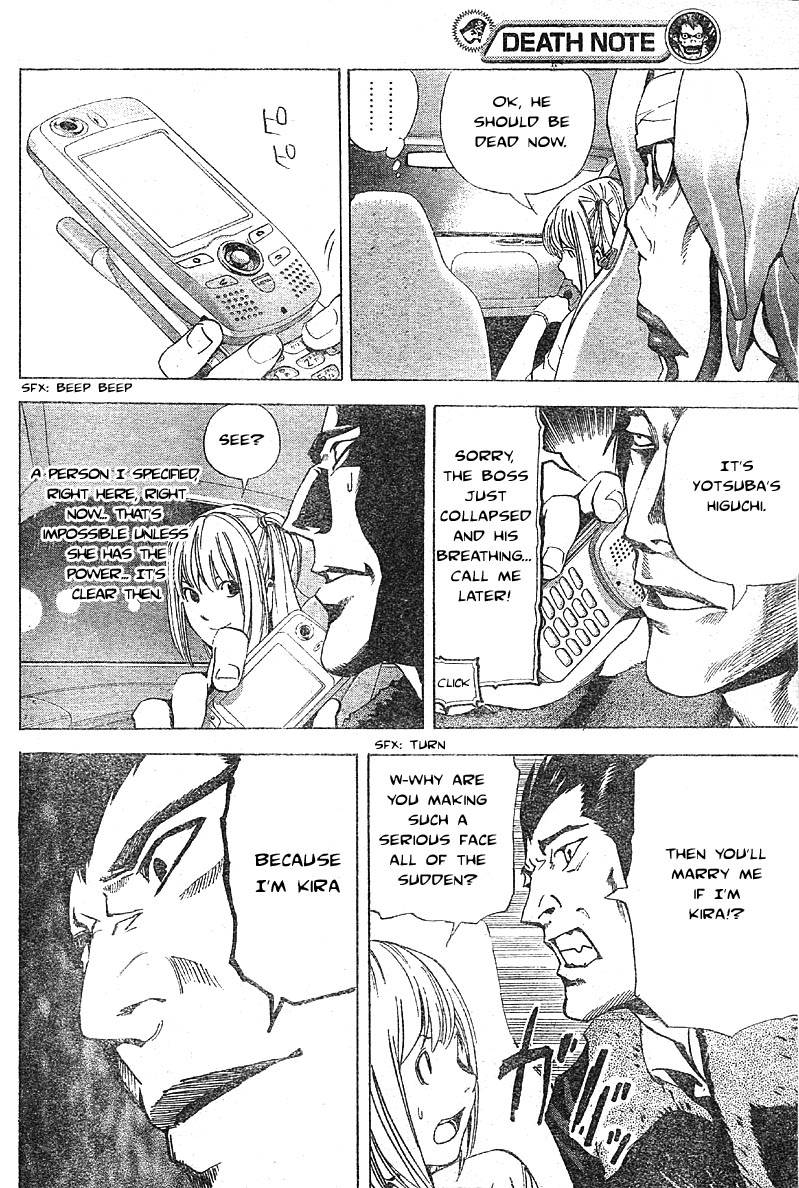 DEATH NOTE
OK, HE
SHOULD BE
DEAD NOW.
SFX: BEEP BEEP
IT'S
YOTSUBA'S
HIGUCHI.
SORRY,
THE BOSS
JUST
COLLAPSED
AND HIS
BREATHING...
CALL ME
LATER!
CLICK
SEE?
A PERSON I SPECIFIED,
RIGHT HERE, RIGHT
NOW... THAT'S
IMPOSSIBLE UNLESS
SHE HAS THE
POWER... IT'S
CLEAR THEN.
SFX: TURN
THEN YOU'LL
MARRY ME
IF I'M
KIRA!?
W-WHY ARE
YOU MAKING
SUCH A
SERIOUS FACE
ALL OF THE
SUDDEN?
ガバッ
BECAUSE
I'M KIRA